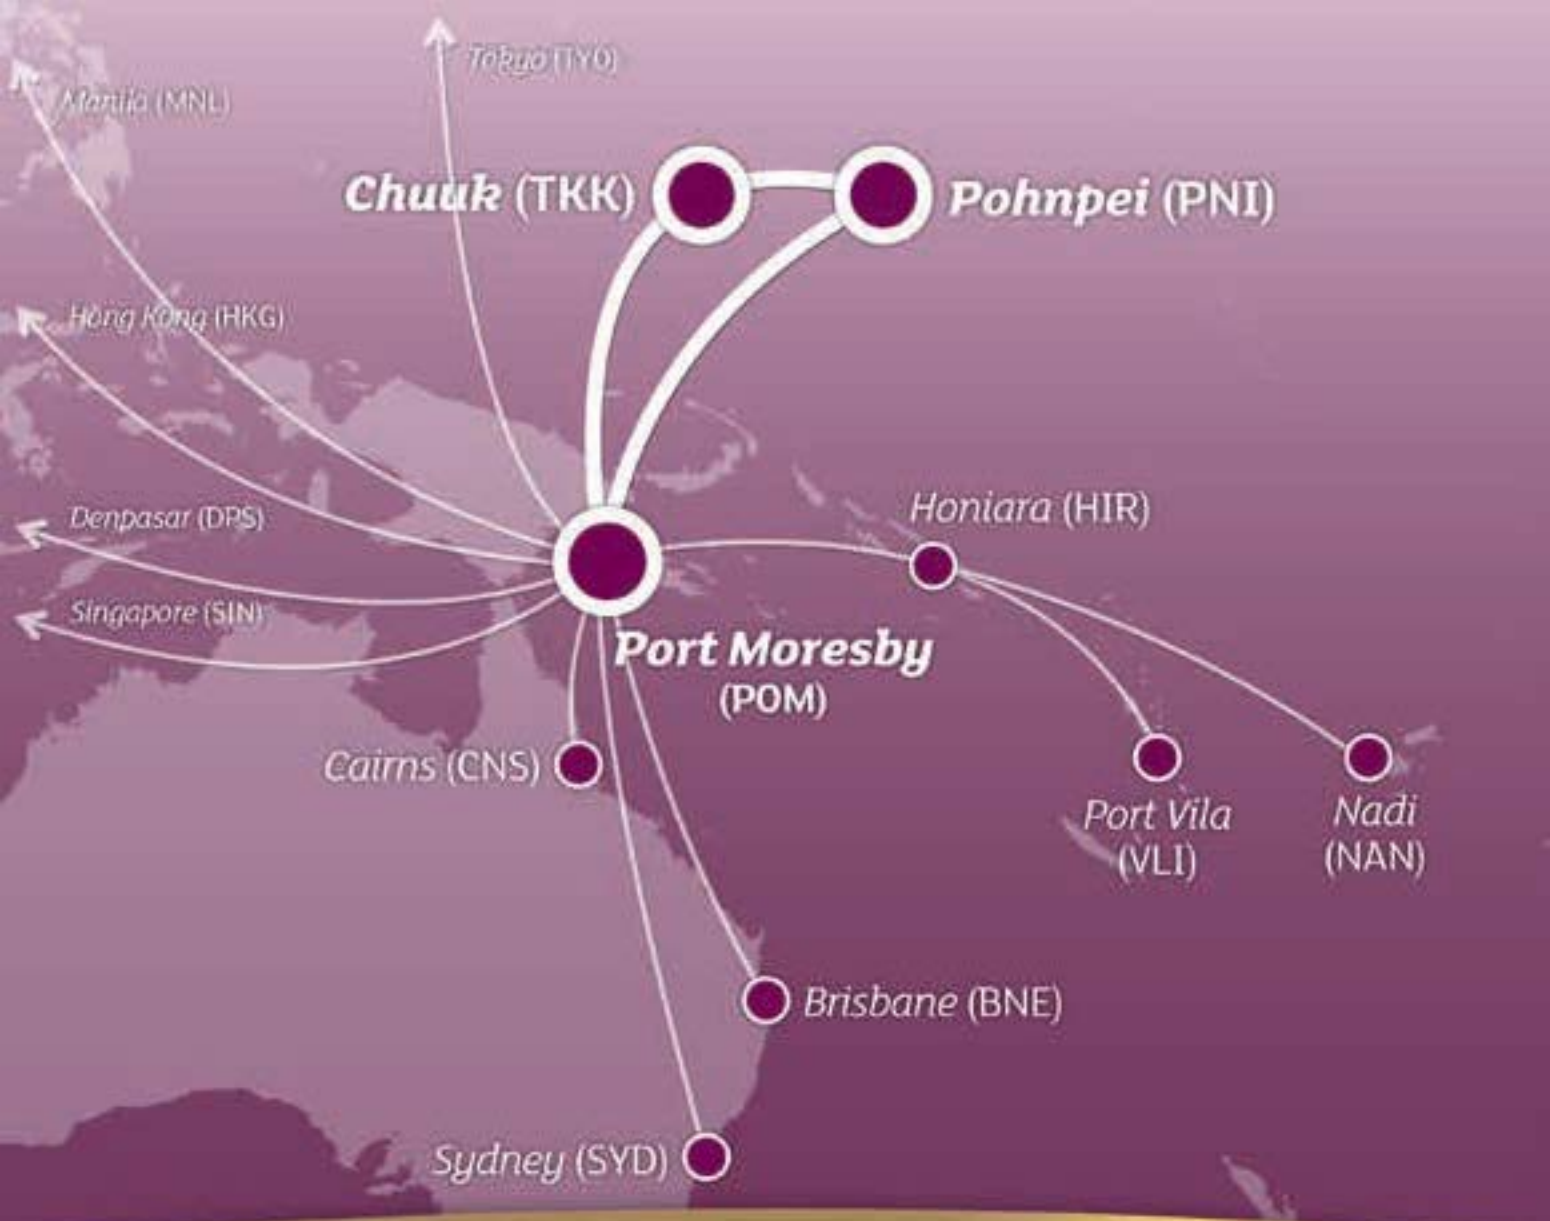 Tokyo (TYO)
Manila (MNL)
Chuuk (TKK)
Pohnpei (PNI)
Hong Kong (HKG)
Honiara (HIR)
Denpasar (DPS)
Singapore (SIN)
Port Moresby
(POM)
Cairns (CNS)
Port Vila
(VLI)
Nadi
(NAN)
Brisbane (BNE)
Sydney (SYD)